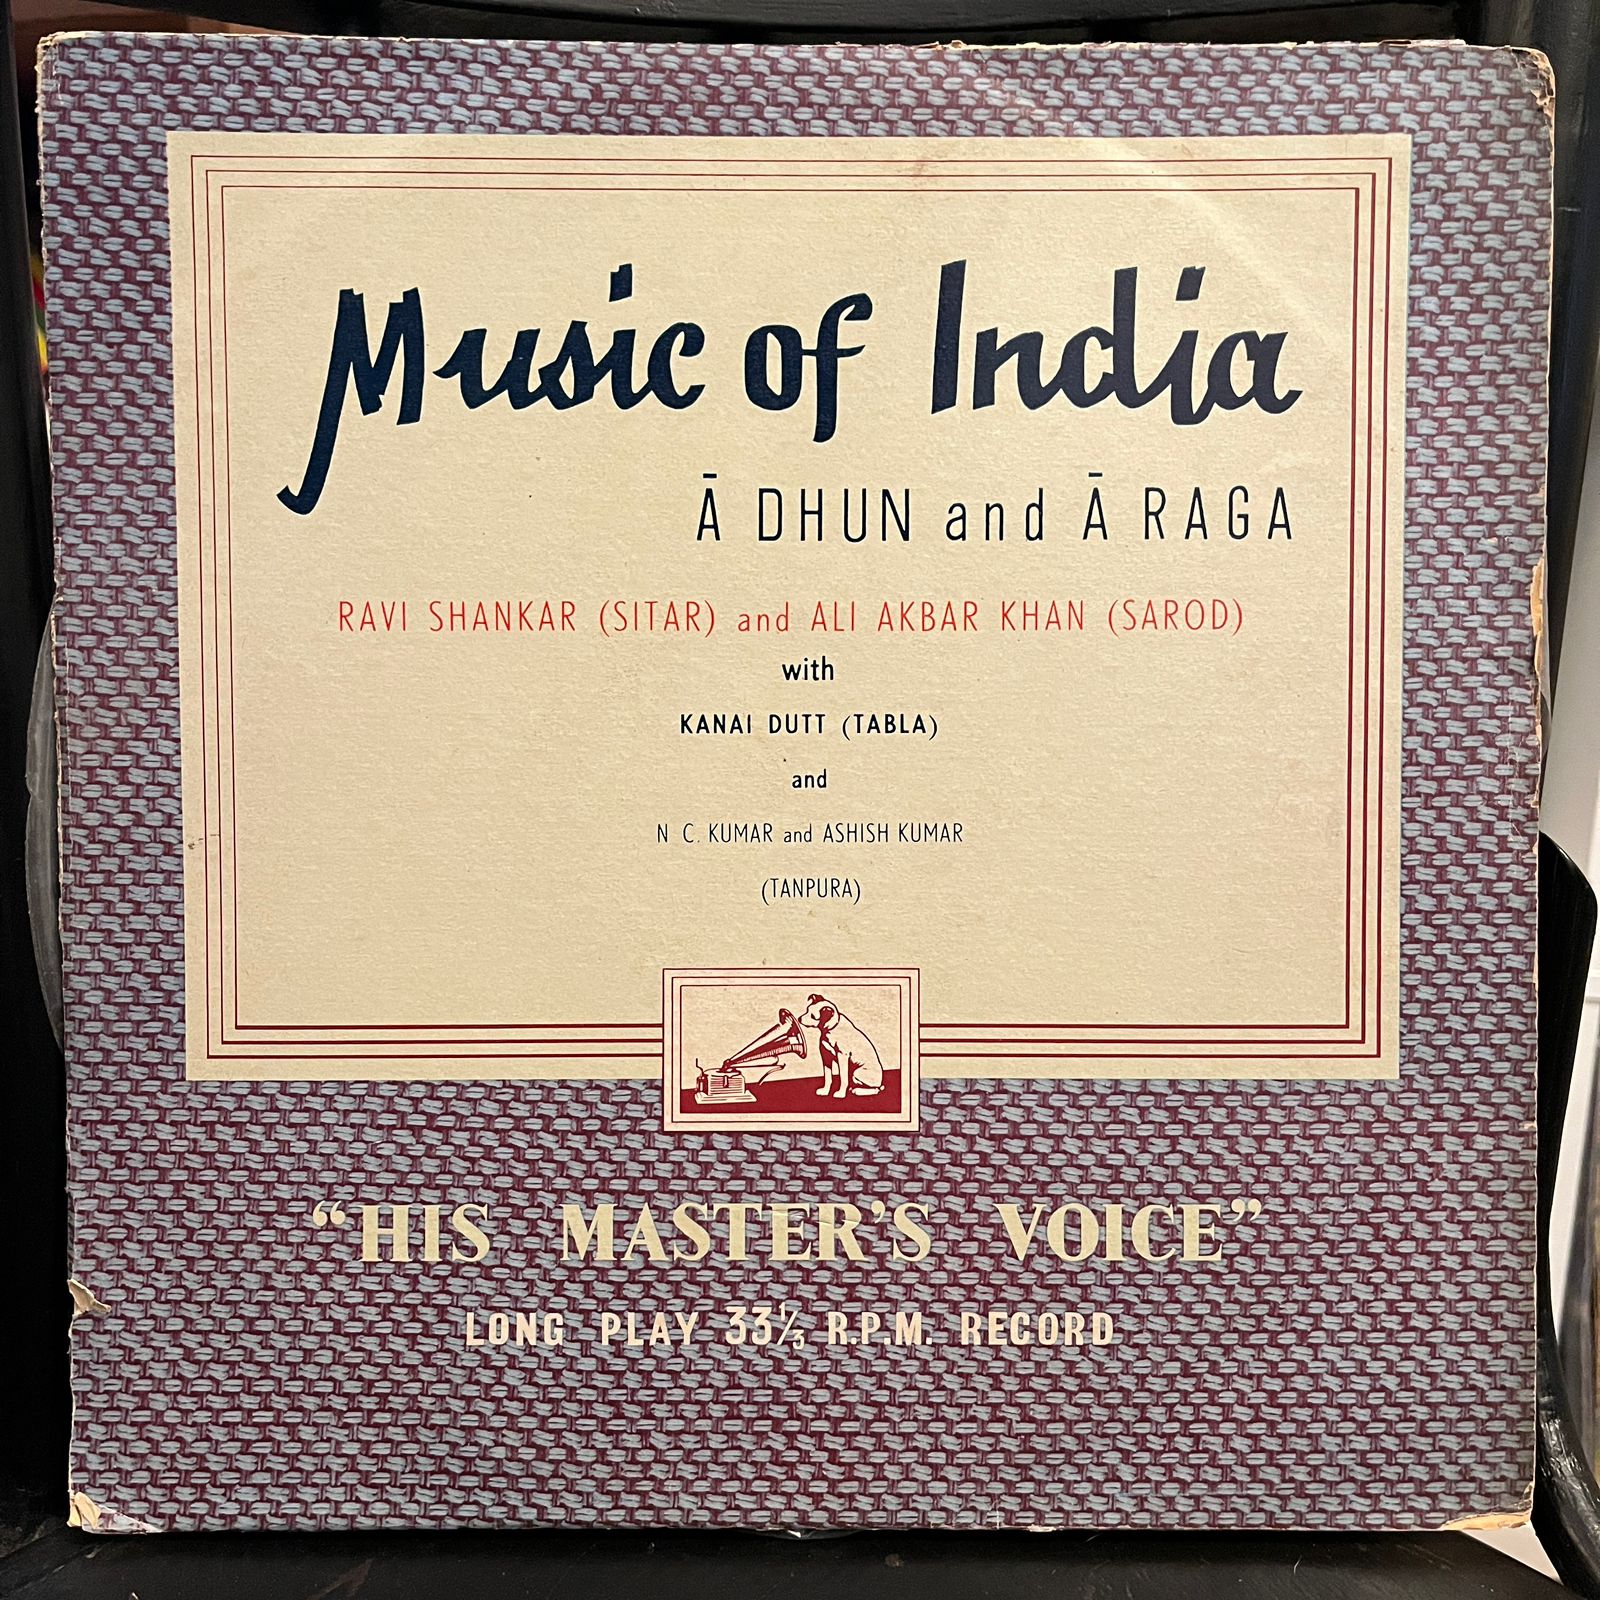 Music of India
Ā DHUN and Ā RAGA
RAVI SHANKAR (SITAR) and ALI AKBAR KHAN (SAROD)
with
KANAI DUTT (TABLA)
and
N C. KUMAR and ASHISH KUMAR
(TANPURA)
“HIS MASTER’S VOICE”
LONG PLAY 33⅓ R.P.M. RECORD